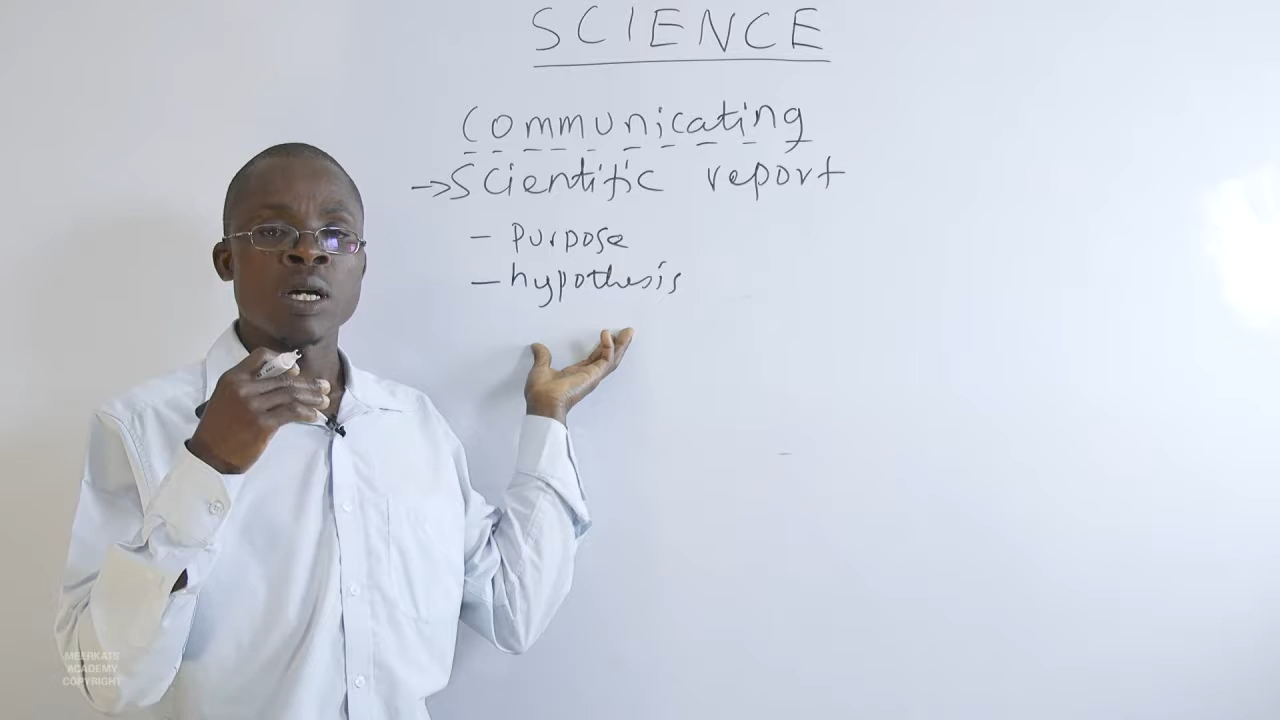 SCIENCE
Communicating
→Scientific report
- Purpose
- hypothesis
MEERKATS
ACADEMY
COPYRIGHT